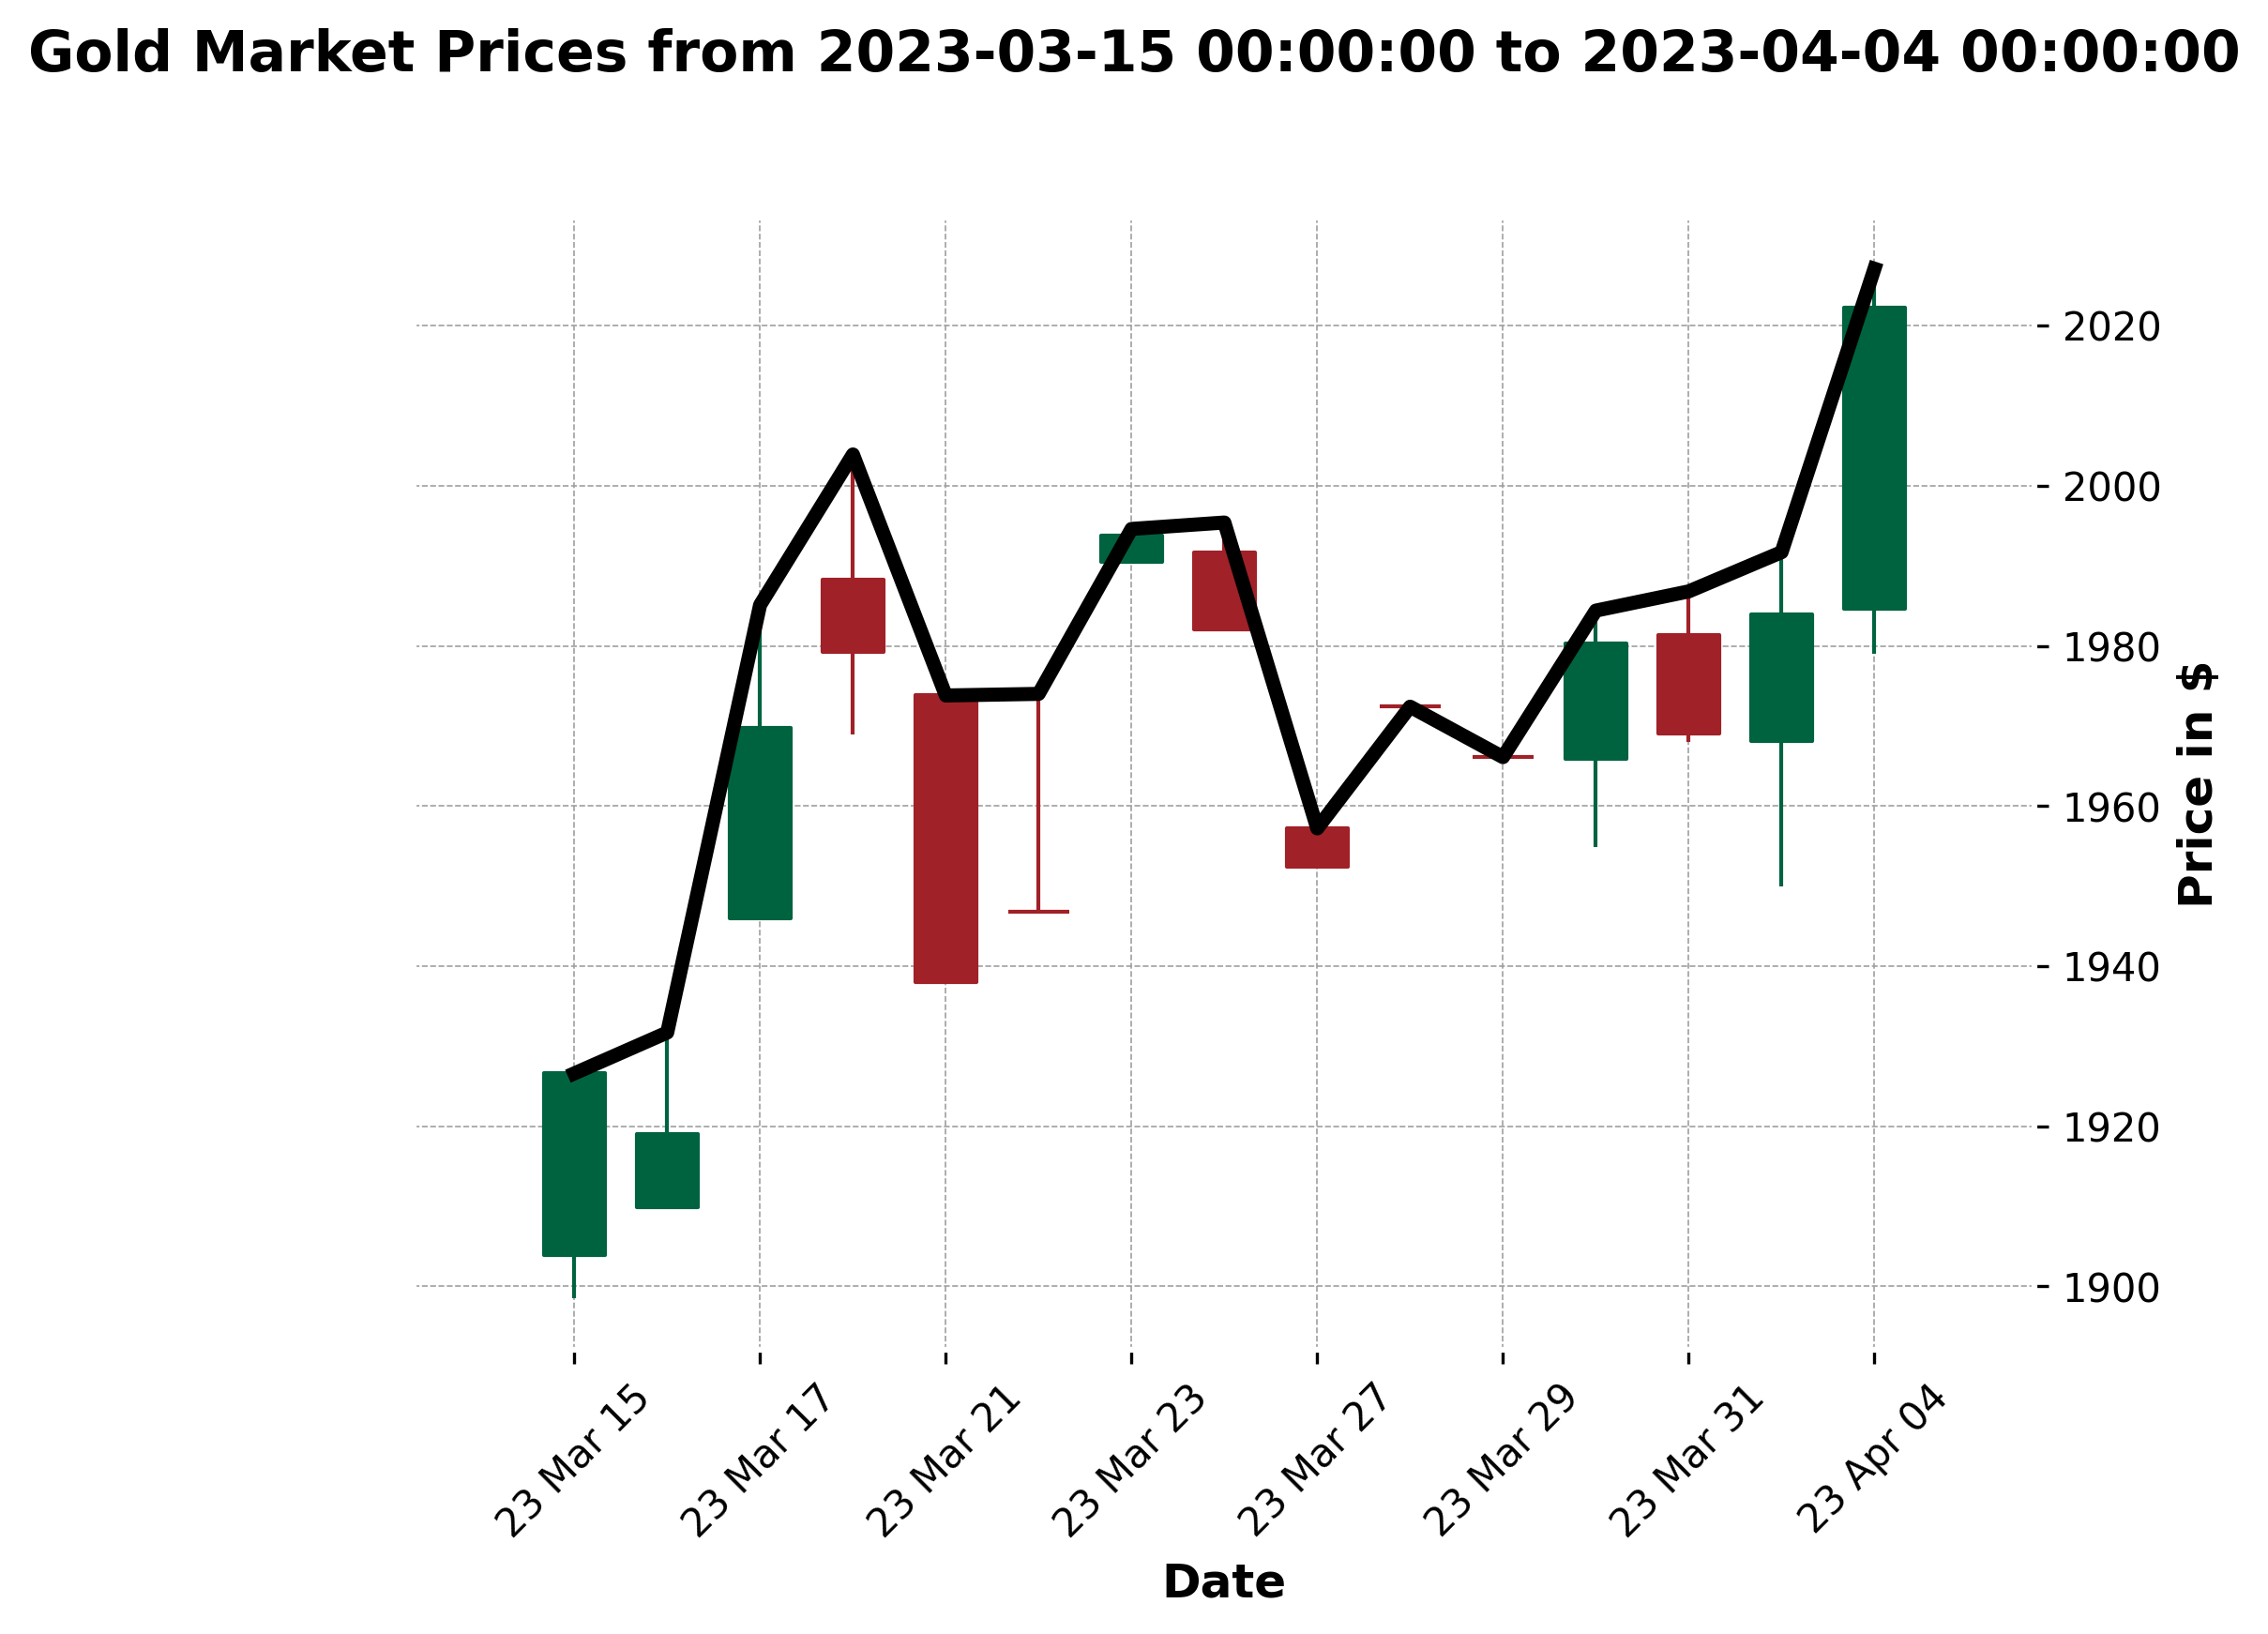 Gold Market Prices from 2023-03-15 00:00:00 to 2023-04-04 00:00:00
2020
2000
1980
1960
1940
1920
1900
Price in $
23 Mar 15
23 Mar 17
23 Mar 21
23 Mar 23
23 Mar 27
23 Mar 29
23 Mar 31
23 Apr 04
Date